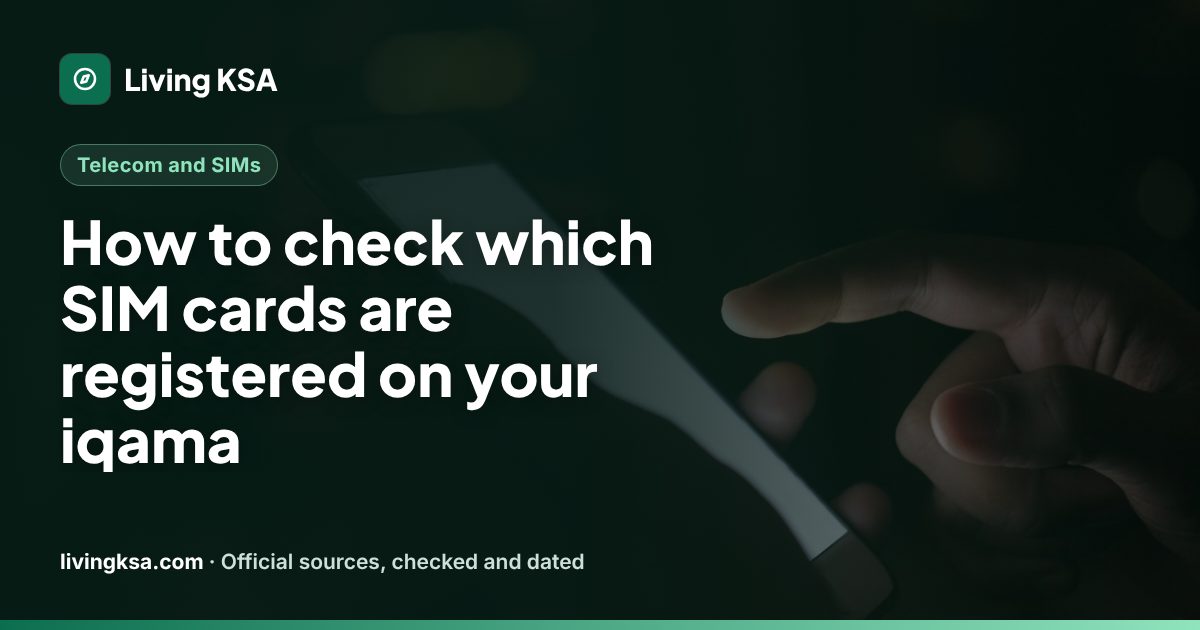 Living KSA
Telecom and SIMs
How to check which
SIM cards are
registered on your
iqama
livingksa.com · Official sources, checked and dated